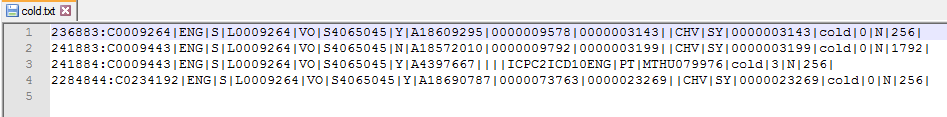 cold.txt
1 236883:C0009264|ENG|S|L0009264|VO|S4065045|Y|A18609295|0000009578|0000003143||CHV|SY|0000003143|cold|0|N|256|
2 241883:C0009443|ENG|S|L0009264|VO|S4065045|N|A18572010|0000009792|0000003199||CHV|SY|0000003199|cold|0|N|1792|
3 241884:C0009443|ENG|S|L0009264|VO|S4065045|Y|A4397667||||ICPC2ICD10ENG|PT|MTHU079976|cold|3|N|256|
4 2284844:C0234192|ENG|S|L0009264|VO|S4065045|Y|A18690787|0000073763|0000023269||CHV|SY|0000023269|cold|0|N|256|
5